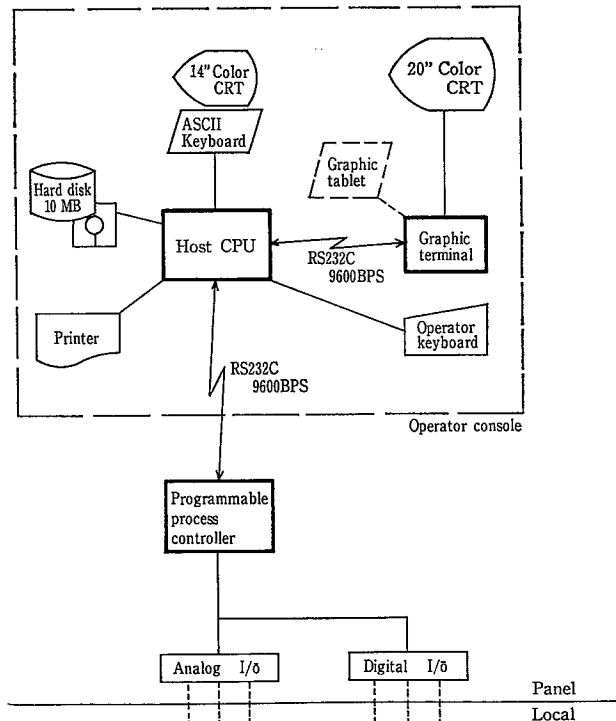 14" Color
CRT
20" Color
CRT
ASCII
Keyboard
Graphic
tablet
Hard disk
10 MB
Host CPU
RS232C
9600BPS
Graphic
terminal
Printer
Operator
keyboard
RS232C
9600BPS
Operator console
Programmable
process
controller
Analog I/ō
Digital I/ō
Panel
Local